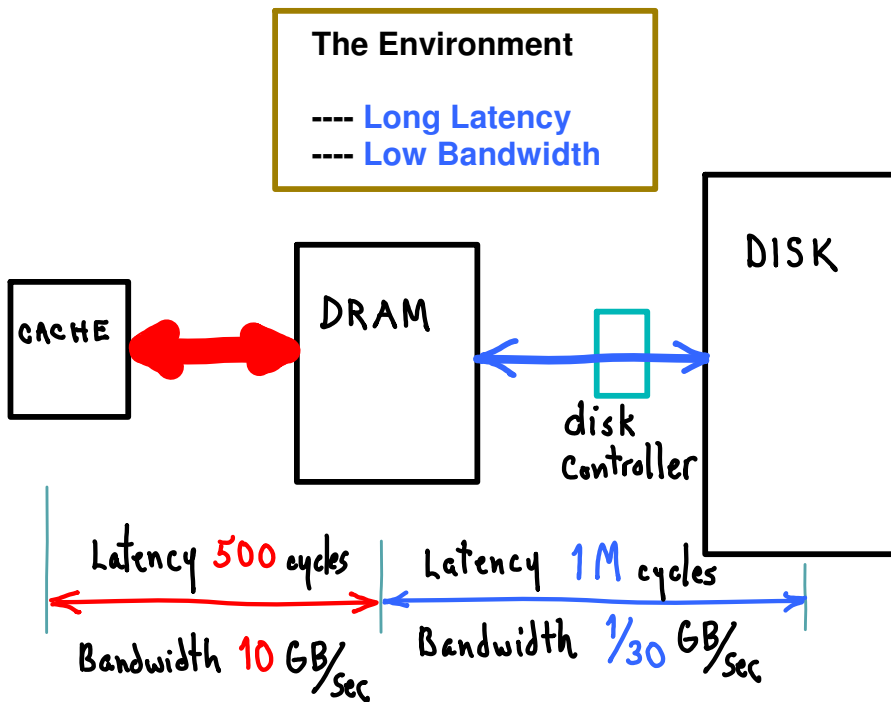 The Environment
---- Long Latency
---- Low Bandwidth
CACHE
DRAM
DISK
disk
Controller
Latency 500 cycles
Bandwidth 10 GB/Sec
Latency 1M cycles
Bandwidth 1/30 GB/Sec